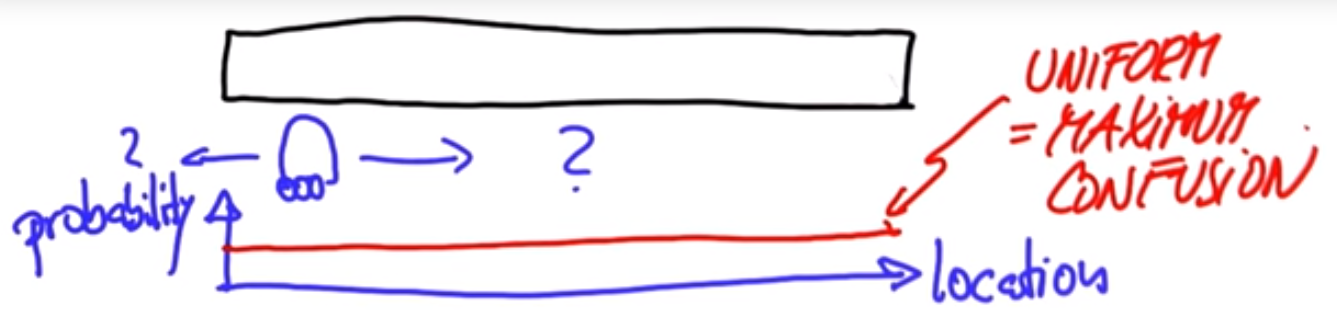 UNIFORM
= MAXIMUM
CONFUSION
? ?
probability
location